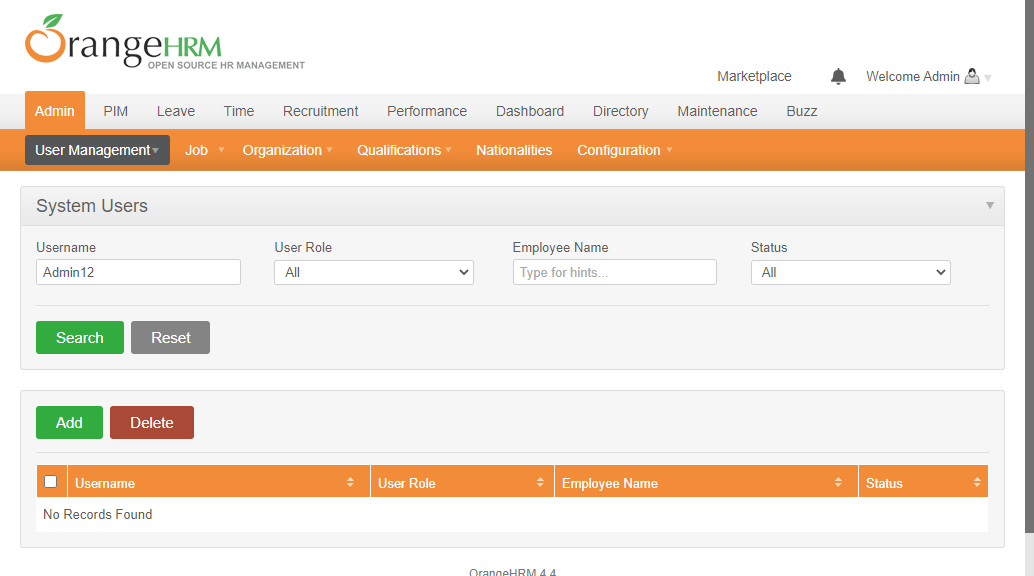 OrangeHRM
OPEN SOURCE HR MANAGEMENT
Marketplace Welcome Admin
Admin PIM Leave Time Recruitment Performance Dashboard Directory Maintenance Buzz
User Management Job Organization Qualifications Nationalities Configuration
System Users
Username User Role Employee Name Status
Admin12 All Type for hints... All
Search Reset
Add Delete
Username User Role Employee Name Status
No Records Found
OrangeHRM 4.4